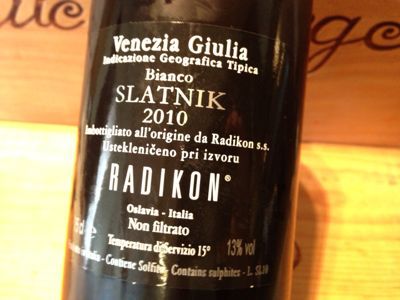 Venezia Giulia
Indicazione Geografica Tipica
Bianco
SLATNIK
2010
Imbottigliato all'origine da Radikon s.s.
Ustekleničeno pri izvoru
RADIKON®
Oslavia - Italia
Non filtrato
Temperatura di Servizio 15°
13% vol
- Contiene Solfiti - Contains sulphites - L. SL10